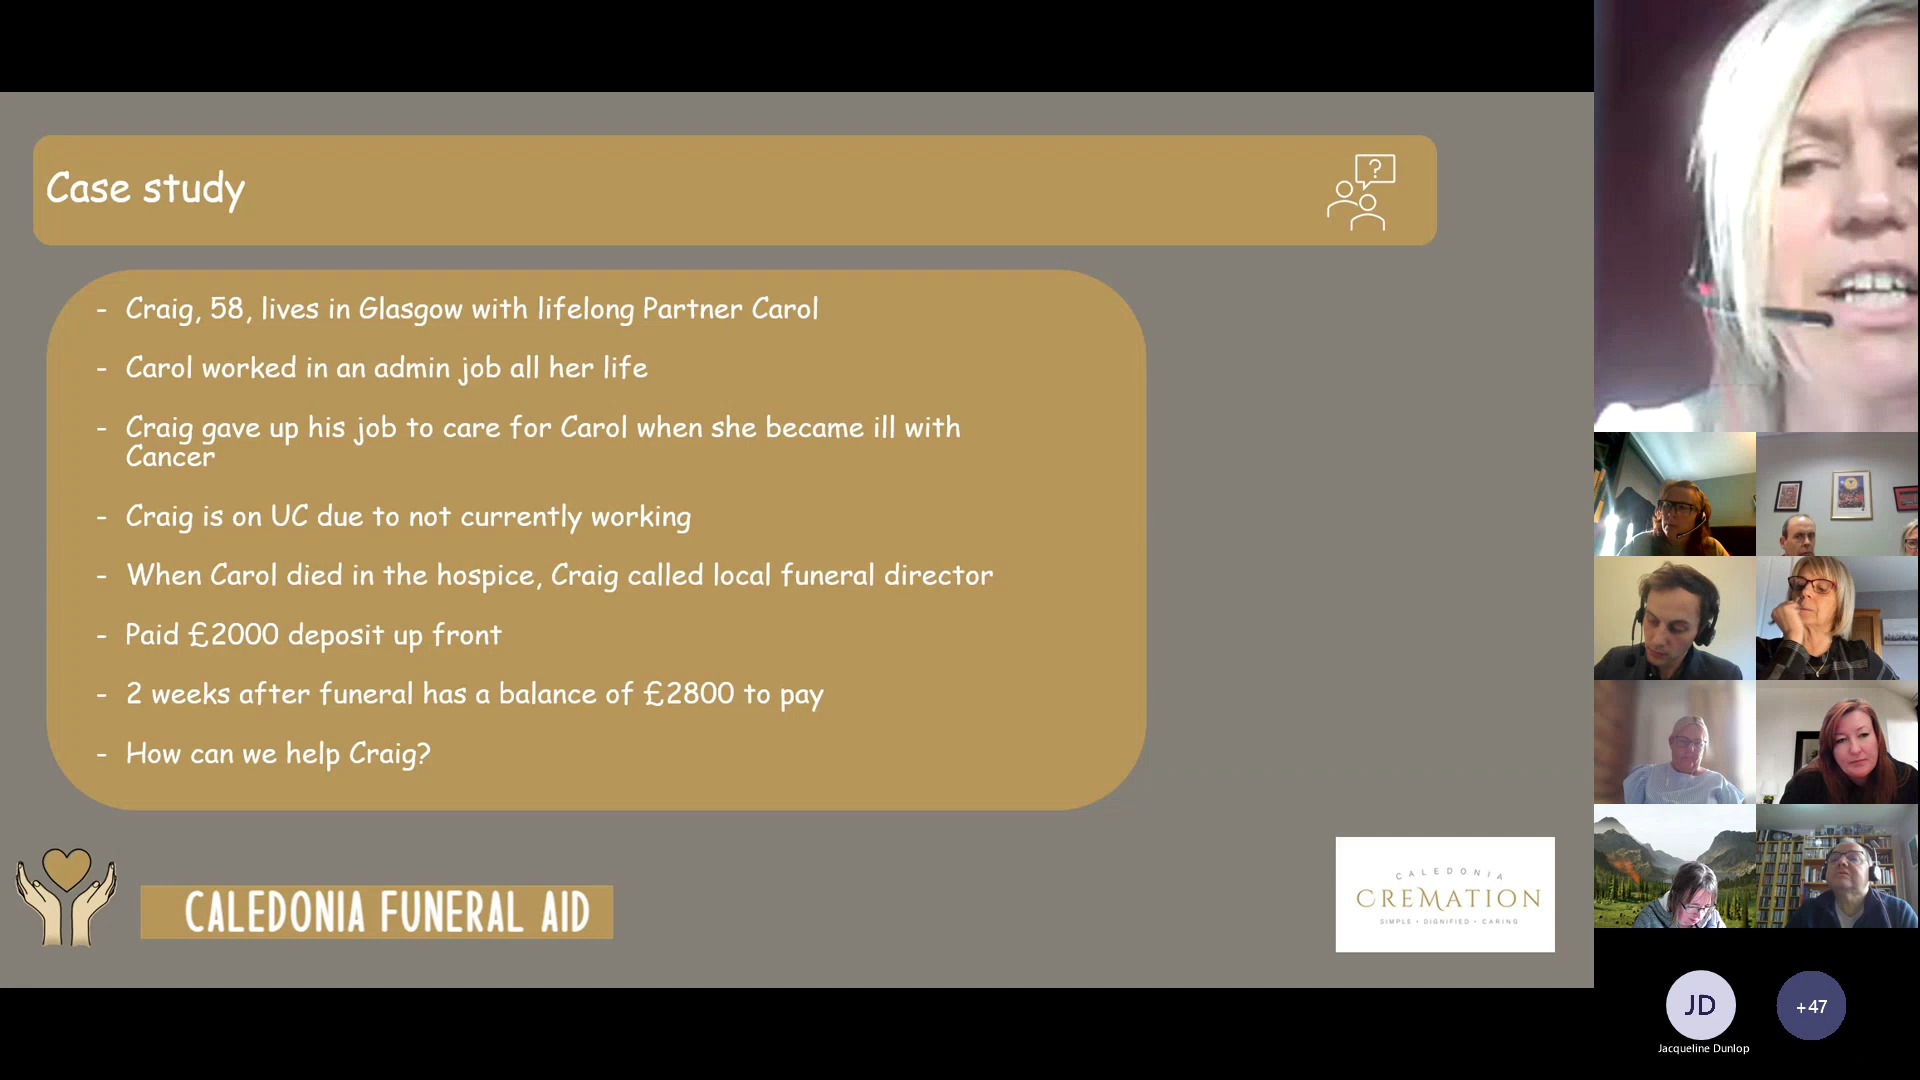 Case study
?
- Craig, 58, lives in Glasgow with lifelong Partner Carol
- Carol worked in an admin job all her life
- Craig gave up his job to care for Carol when she became ill with
Cancer
- Craig is on UC due to not currently working
- When Carol died in the hospice, Craig called local funeral director
- Paid £2000 deposit up front
- 2 weeks after funeral has a balance of £2800 to pay
- How can we help Craig?
CALEDONIA FUNERAL AID
CALEDONIA
CREMATION
SIMPLE • DIGNIFIED • CARING
JD
+47
Jacqueline Dunlop